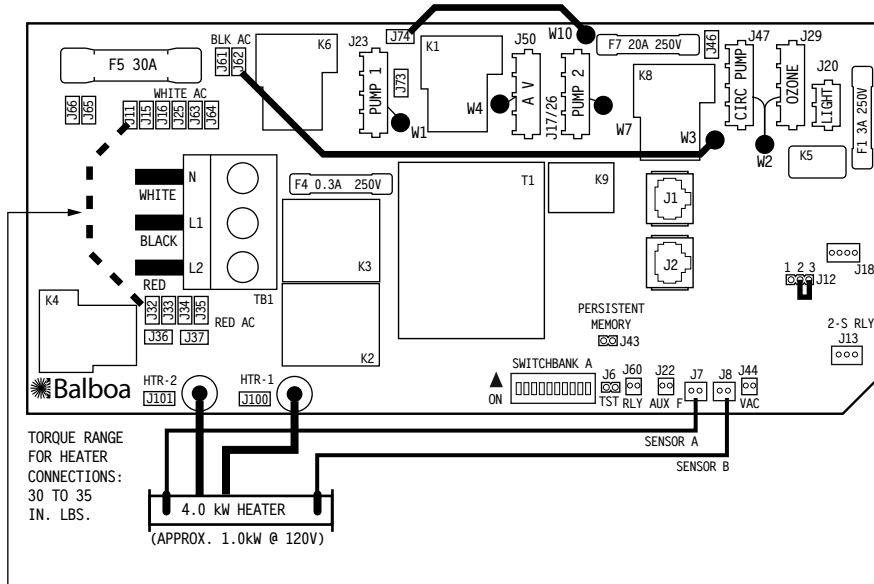 BLK AC
J61
J62
K6
J23
PUMP 1
J74
J73
W1
K1
W4
W10
J50
A V
J17/26
PUMP 2
W7
F7 20A 250V
K8
W3
J46
J47
CIRC PUMP
J29
OZONE
W2
J20
LIGHT
K5
F1 3A 250V
F5 30A
WHITE AC
J66
J65
J11
J15
J16
J25
J63
J64
N
WHITE
L1
BLACK
L2
RED
TB1
F4 0.3A 250V
K3
K2
T1
K9
J1
J2
J18
1 2 3
J12
2-S RLY
J13
K4
J32
J33
J34
J35
RED AC
J36
J37
PERSISTENT
MEMORY
J43
Balboa
HTR-2
J101
HTR-1
J100
SWITCHBANK A
ON
J6
TST
J60
RLY
J22
AUX F
J7
J8
J44
VAC
SENSOR A
SENSOR B
TORQUE RANGE
FOR HEATER
CONNECTIONS:
30 TO 35
IN. LBS.
4.0 kW HEATER
(APPROX. 1.0kW @ 120V)